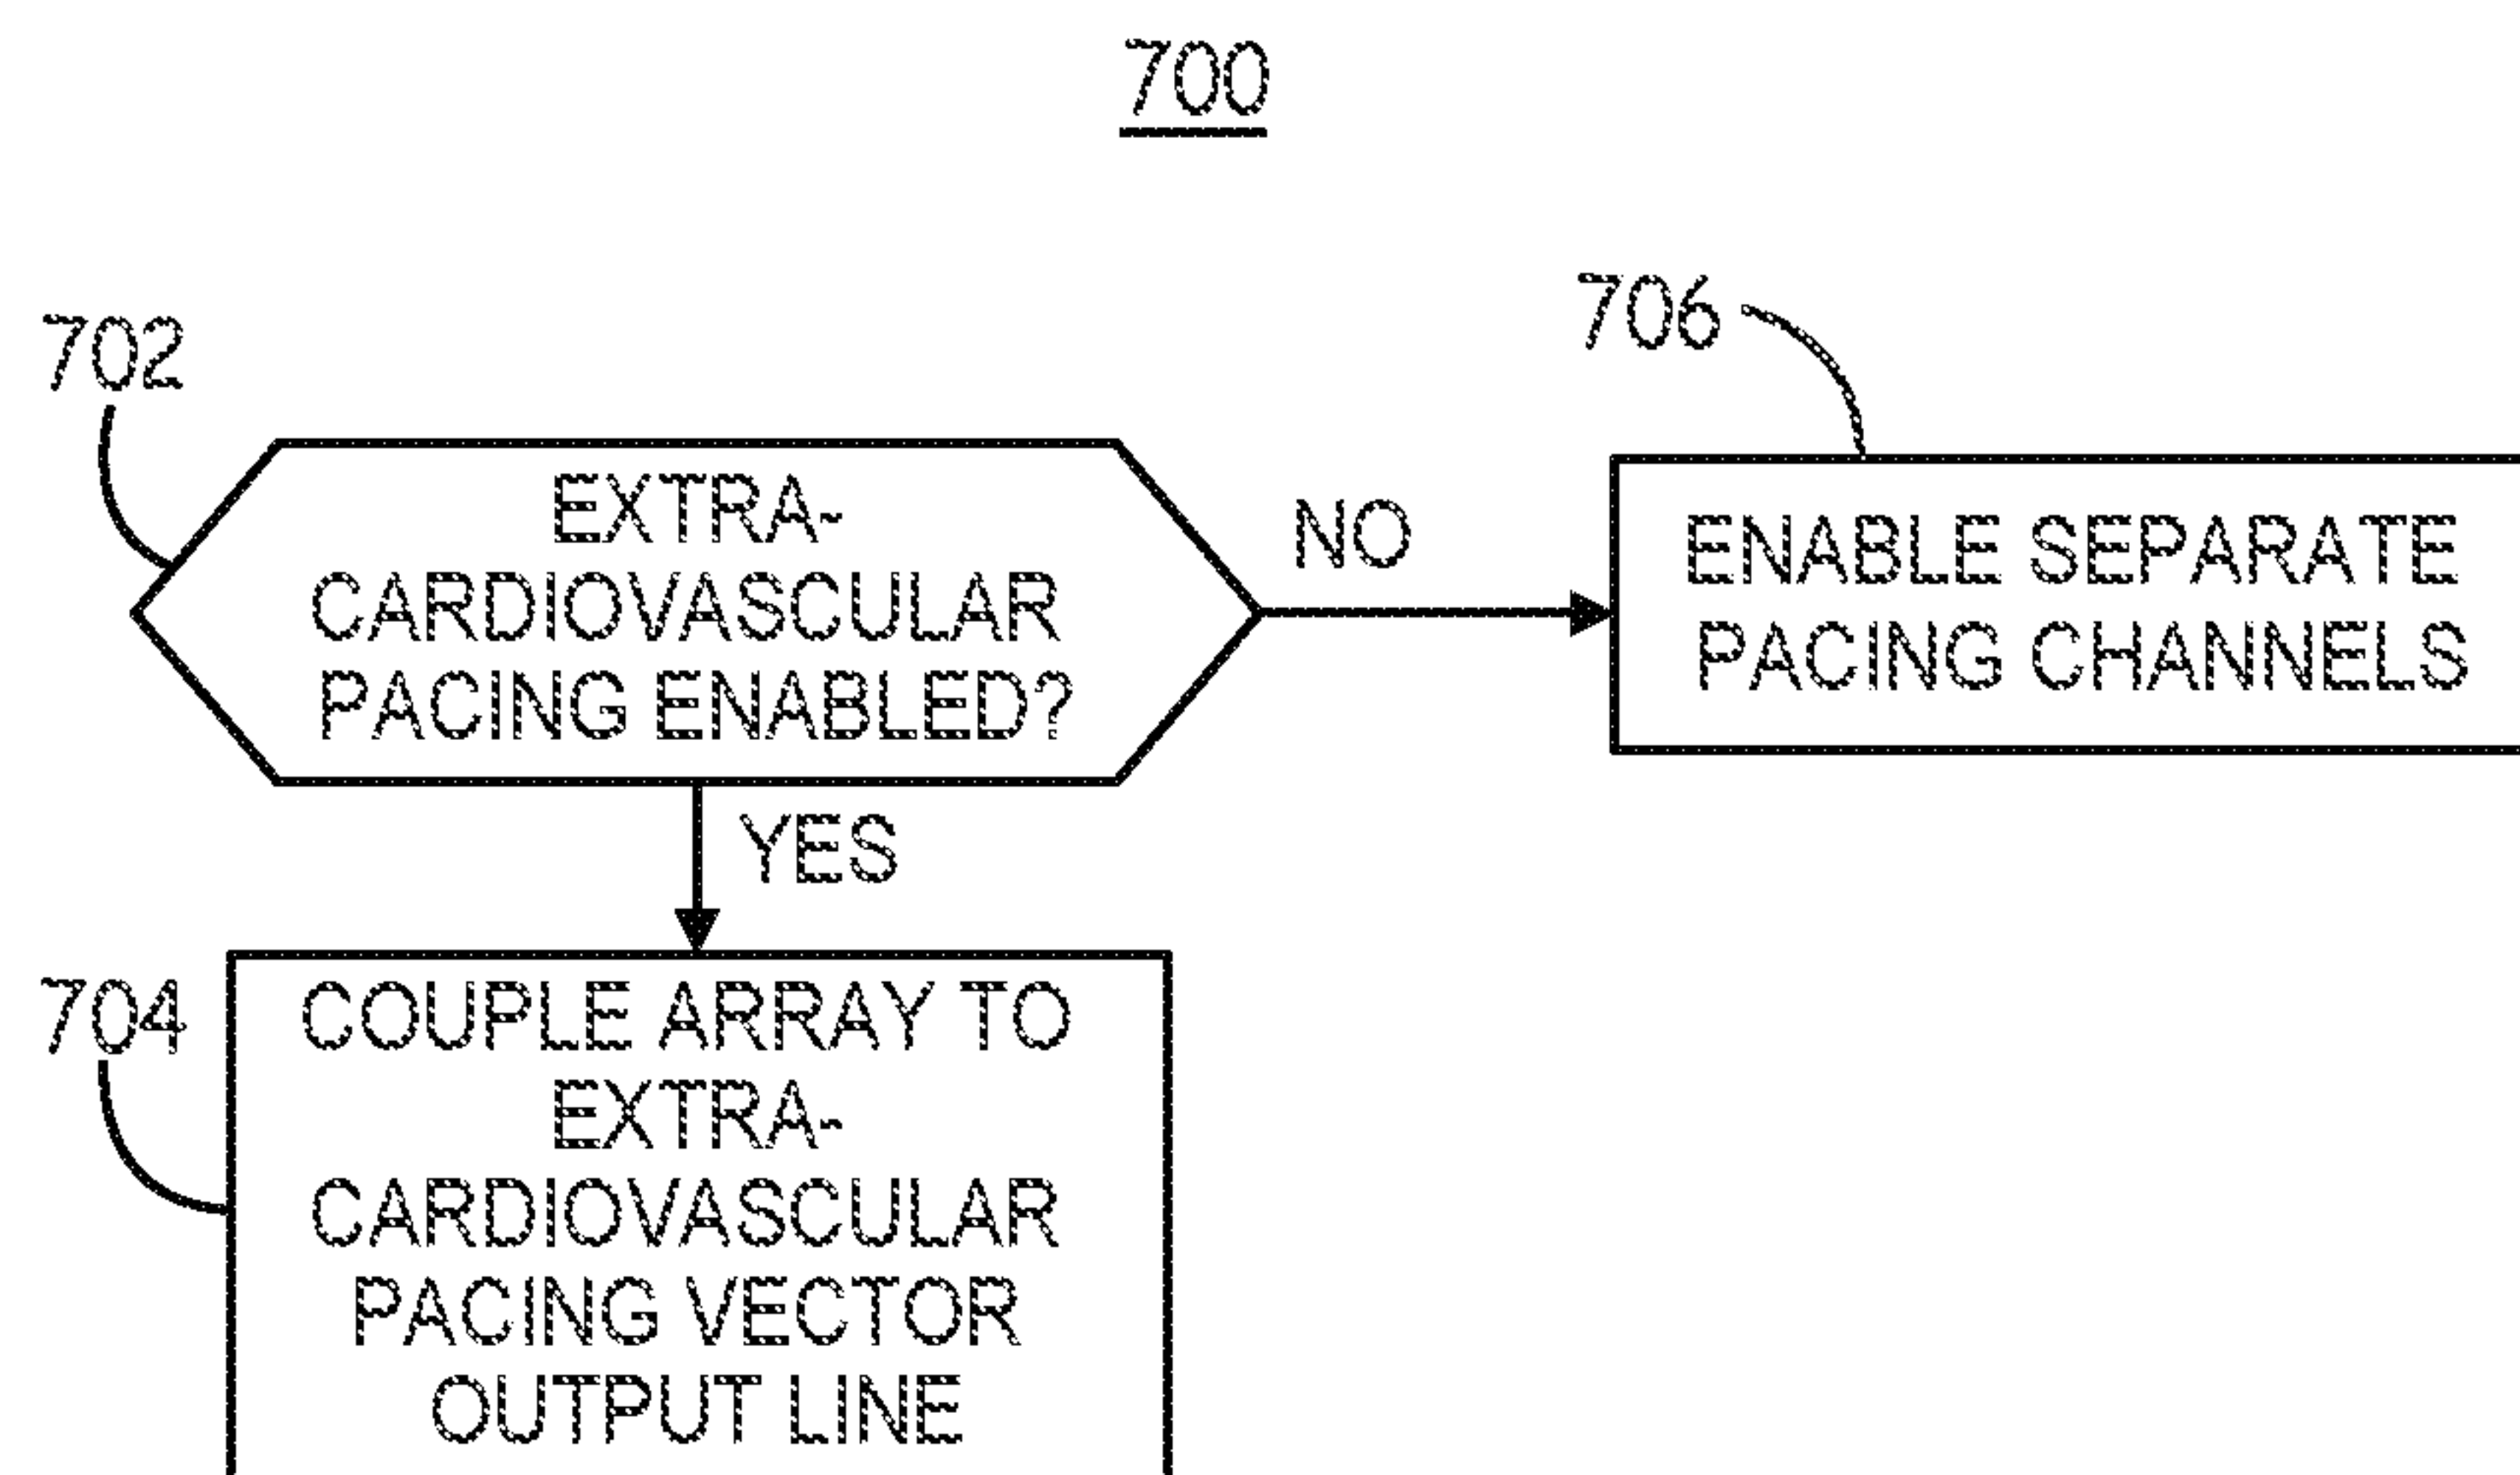 700
702
EXTRA-
CARDIOVASCULAR
PACING ENABLED?
NO
706
ENABLE SEPARATE
PACING CHANNELS
YES
704
COUPLE ARRAY TO
EXTRA-
CARDIOVASCULAR
PACING VECTOR
OUTPUT LINE